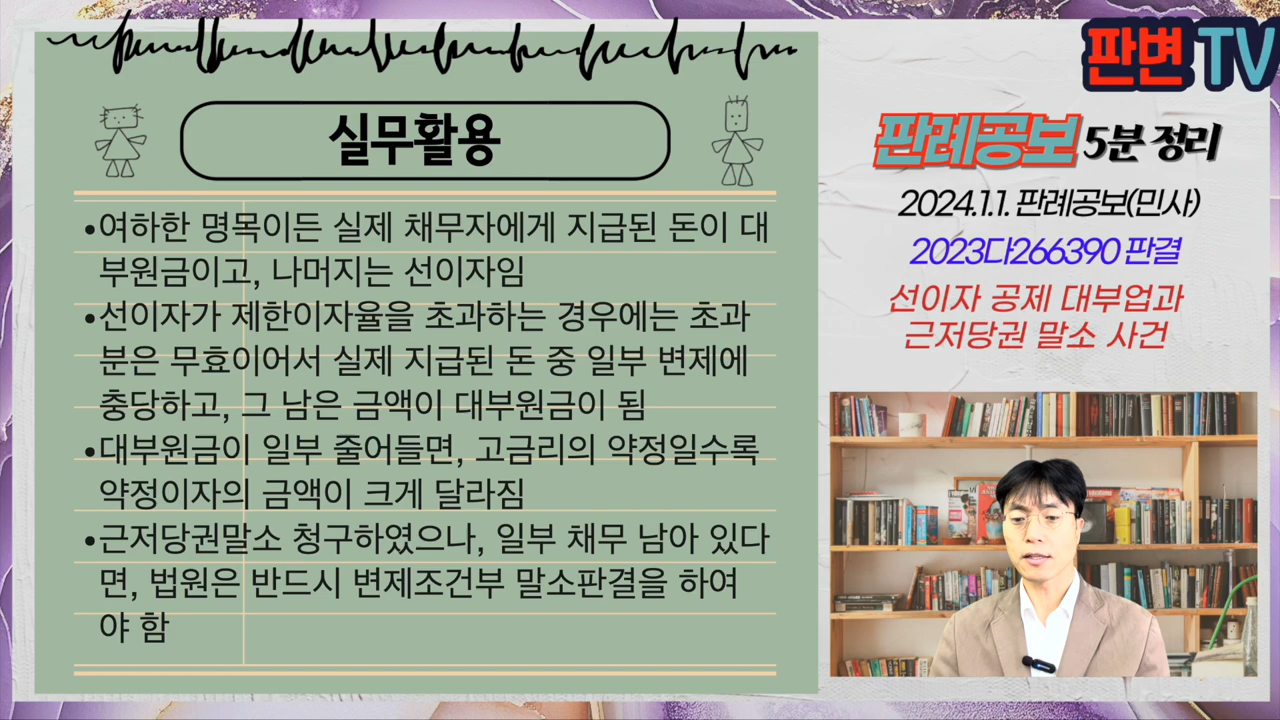 판변 TV
실무활용
•여하한 명목이든 실제 채무자에게 지급된 돈이 대
부원금이고, 나머지는 선이자임
•선이자가 제한이자율을 초과하는 경우에는 초과
분은 무효이어서 실제 지급된 돈 중 일부 변제에
충당하고, 그 남은 금액이 대부원금이 됨
•대부원금이 일부 줄어들면, 고금리의 약정일수록
약정이자의 금액이 크게 달라짐
•근저당권말소 청구하였으나, 일부 채무 남아 있다
면, 법원은 반드시 변제조건부 말소판결을 하여
야 함
판례공보 5분 정리
2024.1.1. 판례공보(민사)
2023다266390 판결
선이자 공제 대부업과
근저당권 말소 사건